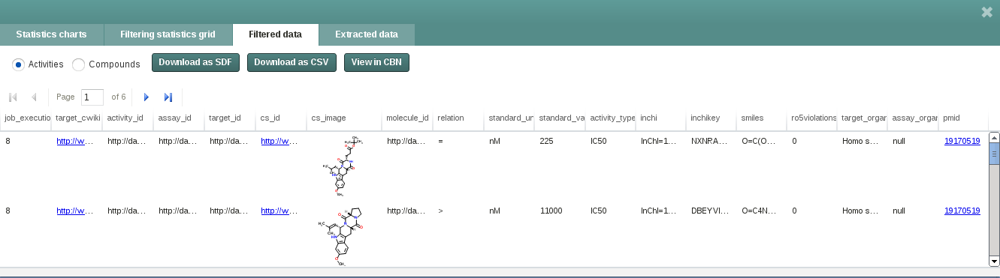 Statistics charts Filtering statistics grid Filtered data Extracted data
Activities Compounds Download as SDF Download as CSV View in CBN
Page 1 of 6
job_executio target_cwiki activity_id assay_id target_id cs_id cs_image molecule_id relation standard_un standard_va activity_type inchi inchikey smiles ro5violations target_organ assay_organ pmid
8 http://w... http://da... http://da... http://da... http://w... http://da... = nM 225 IC50 InChI=1... NXNRA... O=C(O... 0 Homo s... null 19170519
8 http://w... http://da... http://da... http://da... http://w... http://da... > nM 11000 IC50 InChI=1... DBEYVI... O=C4N... 0 Homo s... null 19170519